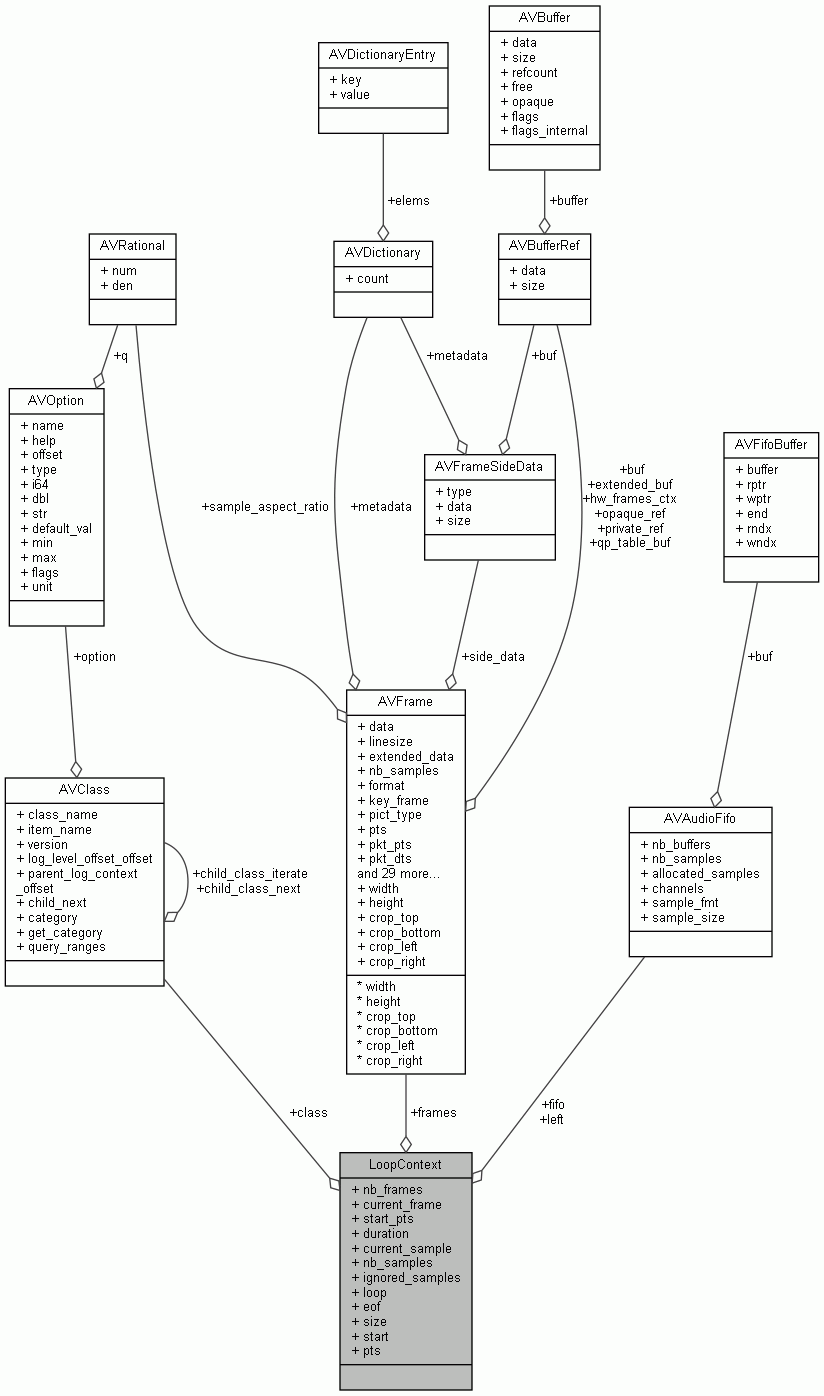 AVBuffer
+ data
+ size
+ refcount
+ free
+ opaque
+ flags
+ flags_internal
AVDictionaryEntry
+ key
+ value
+elems
+buffer
AVRational
+ num
+ den
AVDictionary
+ count
AVBufferRef
+ data
+ size
+q
+metadata
+buf
AVOption
+ name
+ help
+ offset
+ type
+ i64
+ dbl
+ str
+ default_val
+ min
+ max
+ flags
+ unit
AVFrameSideData
+ type
+ data
+ size
AVFifoBuffer
+ buffer
+ rptr
+ wptr
+ end
+ rndx
+ wndx
+sample_aspect_ratio
+metadata
+buf
+extended_buf
+hw_frames_ctx
+opaque_ref
+private_ref
+qp_table_buf
+option
+side_data
+buf
AVFrame
+ data
+ linesize
+ extended_data
+ nb_samples
+ format
+ key_frame
+ pict_type
+ pts
+ pkt_pts
+ pkt_dts
and 29 more...
+ width
+ height
+ crop_top
+ crop_bottom
+ crop_left
+ crop_right
* width
* height
* crop_top
* crop_bottom
* crop_left
* crop_right
AVClass
+ class_name
+ item_name
+ version
+ log_level_offset_offset
+ parent_log_context
_offset
+ child_next
+ category
+ get_category
+ query_ranges
+child_class_iterate
+child_class_next
AVAudioFifo
+ nb_buffers
+ nb_samples
+ allocated_samples
+ channels
+ sample_fmt
+ sample_size
+class
+frames
+fifo
+left
LoopContext
+ nb_frames
+ current_frame
+ start_pts
+ duration
+ current_sample
+ nb_samples
+ ignored_samples
+ loop
+ eof
+ size
+ start
+ pts